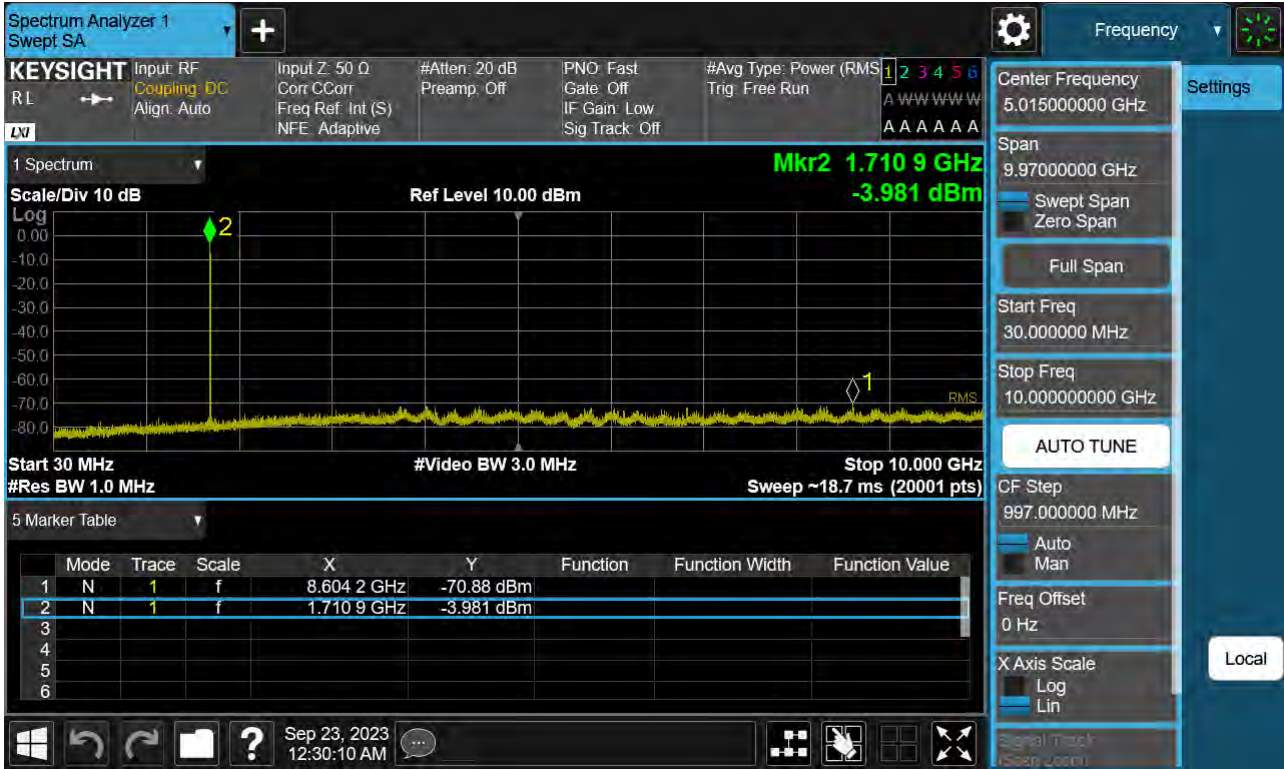 Spectrum Analyzer 1
Swept SA
+
Frequency
KEYSIGHT
RL
LXI
Input: RF
Coupling: DC
Align: Auto
Input Z: 50 Ω
Corr CCorr
Freq Ref: Int (S)
NFE: Adaptive
#Atten: 20 dB
Preamp: Off
PNO: Fast
Gate: Off
IF Gain: Low
Sig Track: Off
#Avg Type: Power (RMS
Trig: Free Run
1 2 3 4 5 6
A W W W W W
A A A A A A
1 Spectrum
Scale/Div 10 dB
Ref Level 10.00 dBm
Mkr2 1.710 9 GHz
-3.981 dBm
Log
0.00
-10.0
-20.0
-30.0
-40.0
-50.0
-60.0
-70.0
-80.0
2
1
RMS
Start 30 MHz
#Video BW 3.0 MHz
Stop 10.000 GHz
#Res BW 1.0 MHz
Sweep ~18.7 ms (20001 pts)
5 Marker Table
Mode Trace Scale X Y Function Function Width Function Value
1 N 1 f 8.604 2 GHz -70.88 dBm
2 N 1 f 1.710 9 GHz -3.981 dBm
3
4
5
6
Sep 23, 2023
12:30:10 AM
Center Frequency
5.015000000 GHz
Span
9.97000000 GHz
Swept Span
Zero Span
Full Span
Start Freq
30.000000 MHz
Stop Freq
10.000000000 GHz
AUTO TUNE
CF Step
997.000000 MHz
Auto
Man
Freq Offset
0 Hz
X Axis Scale
Log
Lin
Signal Track
(Span Zoom)
Settings
Local